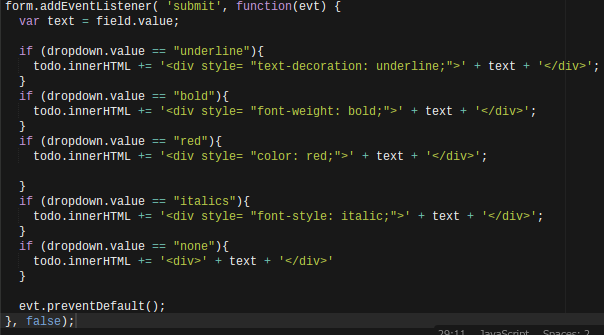 form.addEventListener( 'submit', function(evt) {
  var text = field.value;

  if (dropdown.value == "underline"){
    todo.innerHTML += '<div style= "text-decoration: underline;">' + text + '</div>';
  }
  if (dropdown.value == "bold"){
    todo.innerHTML += '<div style= "font-weight: bold;">' + text + '</div>';
  }
  if (dropdown.value == "red"){
    todo.innerHTML += '<div style= "color: red;">' + text + '</div>';

  }
  if (dropdown.value == "italics"){
    todo.innerHTML += '<div style= "font-style: italic;">' + text + '</div>';
  }
  if (dropdown.value == "none"){
    todo.innerHTML += '<div>' + text + '</div>'
  }

  evt.preventDefault();
}, false);
29:11 JavaScript Spaces: 2